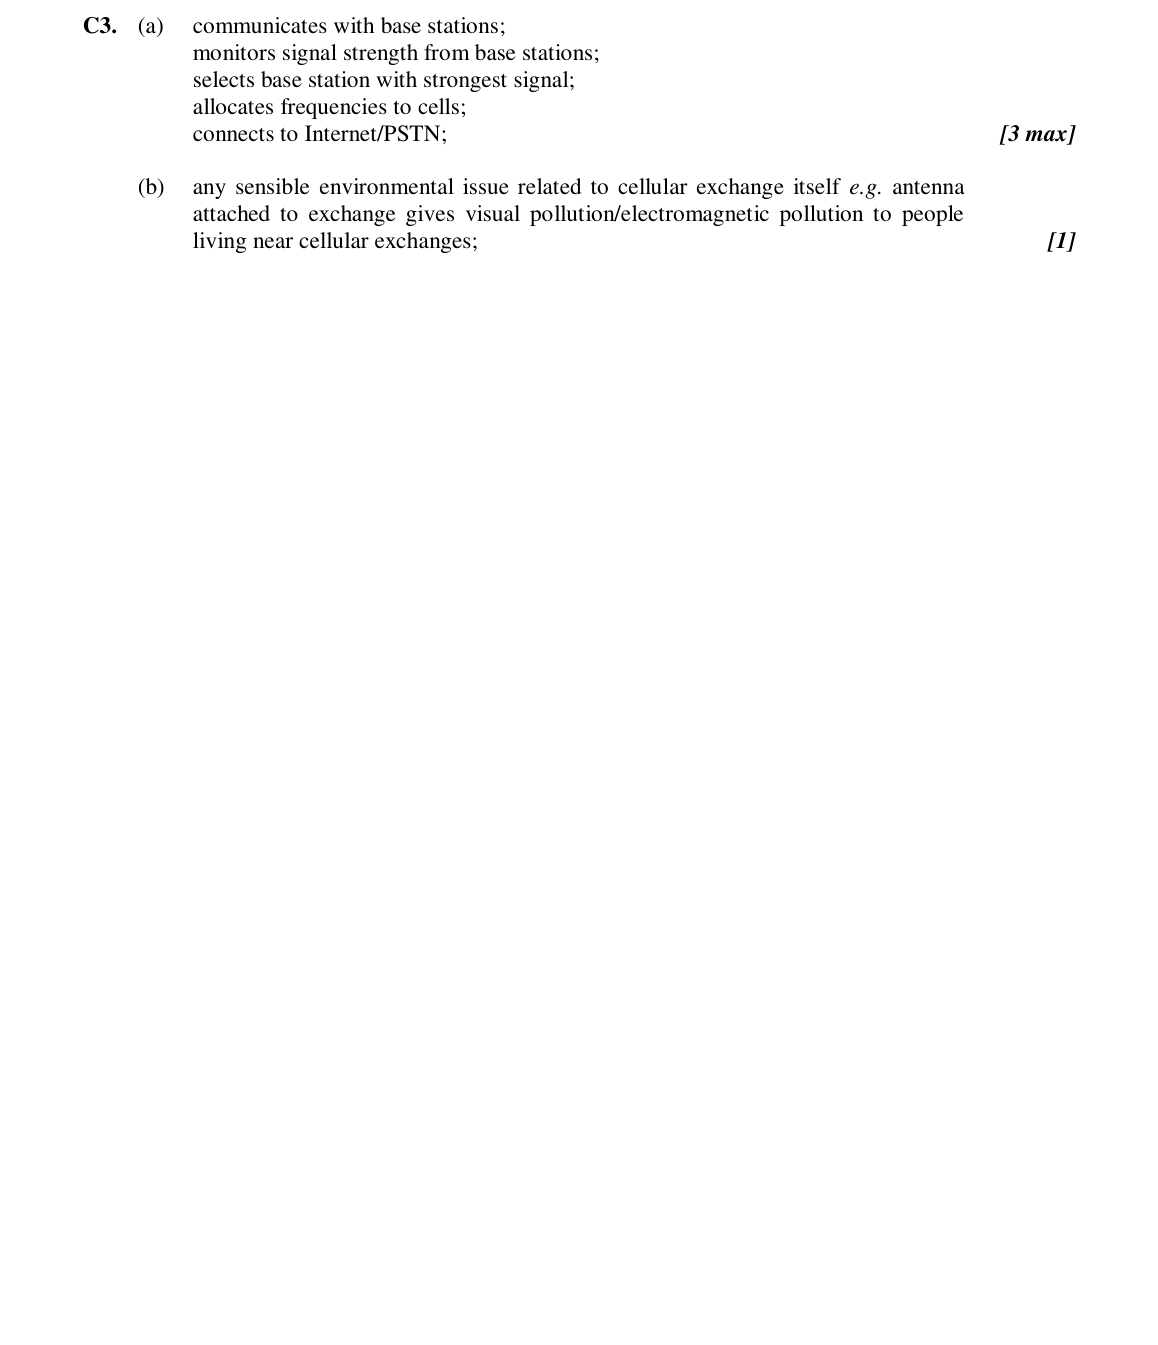 C3. (a) communicates with base stations;
monitors signal strength from base stations;
selects base station with strongest signal;
allocates frequencies to cells;
connects to Internet/PSTN; [3 max]
(b) any sensible environmental issue related to cellular exchange itself e.g. antenna
attached to exchange gives visual pollution/electromagnetic pollution to people
living near cellular exchanges; [1]